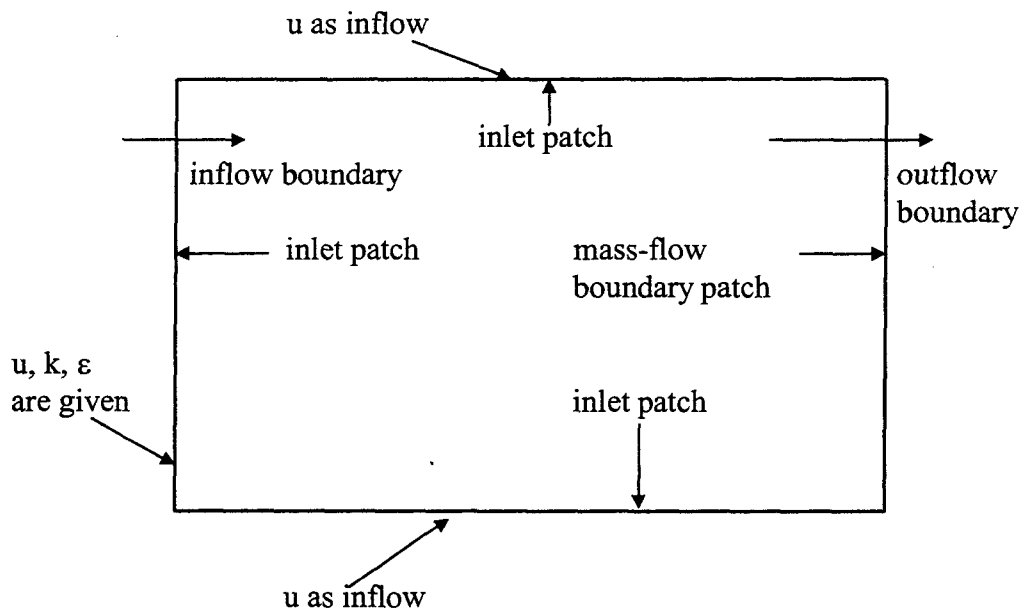 u as inflow
inlet patch
inflow boundary
outflow
boundary
inlet patch
mass-flow
boundary patch
u, k, ε
are given
inlet patch
u as inflow